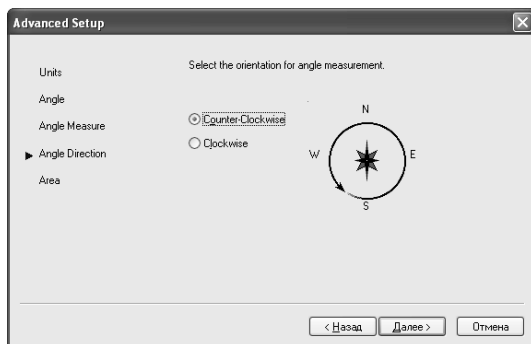 Advanced Setup
Units
Angle
Angle Measure
Angle Direction
Area
Select the orientation for angle measurement.
Counter-Clockwise
Clockwise
N
W
E
S
< Назад
Далее >
Отмена